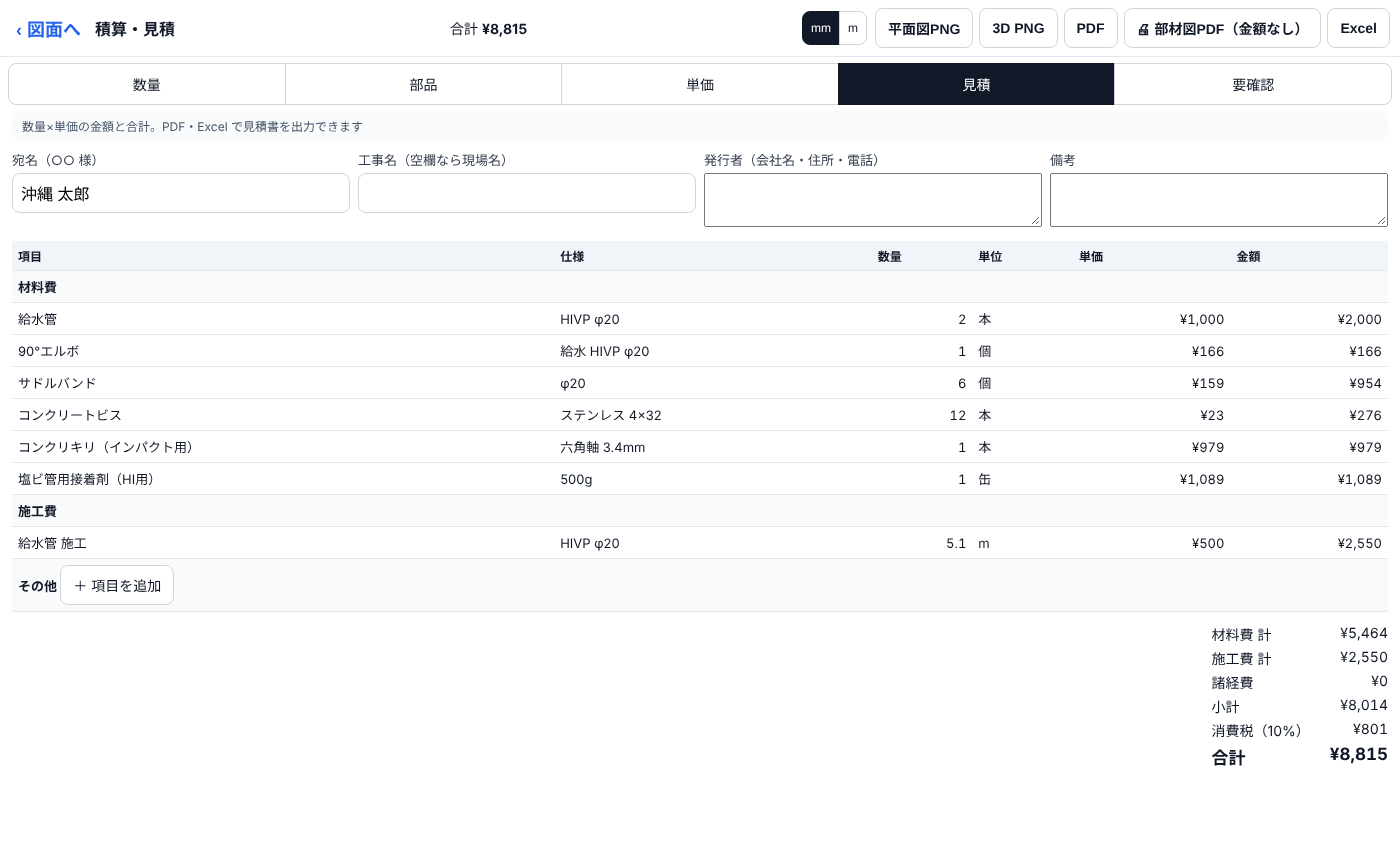 ‹ 図面へ 積算・見積 合計 ¥8,815 mm m 平面図PNG 3D PNG PDF 🖨 部材図PDF（金額なし） Excel
数量 部品 単価 見積 要確認
数量×単価の金額と合計。PDF・Excel で見積書を出力できます
宛名（○○ 様） 工事名（空欄なら現場名） 発行者（会社名・住所・電話） 備考
沖縄 太郎
項目 仕様 数量 単位 単価 金額
材料費
給水管 HIVP φ20 2 本 ¥1,000 ¥2,000
90°エルボ 給水 HIVP φ20 1 個 ¥166 ¥166
サドルバンド φ20 6 個 ¥159 ¥954
コンクリートビス ステンレス 4×32 12 本 ¥23 ¥276
コンクリキリ（インパクト用） 六角軸 3.4mm 1 本 ¥979 ¥979
塩ビ管用接着剤（HI用） 500g 1 缶 ¥1,089 ¥1,089
施工費
給水管 施工 HIVP φ20 5.1 m ¥500 ¥2,550
その他 ＋ 項目を追加
材料費 計 ¥5,464
施工費 計 ¥2,550
諸経費 ¥0
小計 ¥8,014
消費税（10%） ¥801
合計 ¥8,815